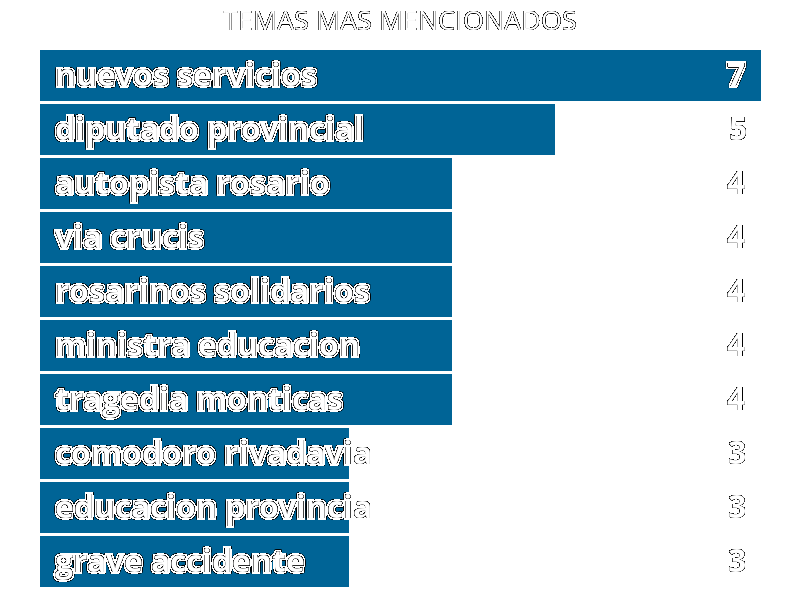 TEMAS MAS MENCIONADOS
nuevos servicios 7
diputado provincial 5
autopista rosario 4
via crucis 4
rosarinos solidarios 4
ministra educacion 4
tragedia monticas 4
comodoro rivadavia 3
educacion provincia 3
grave accidente 3